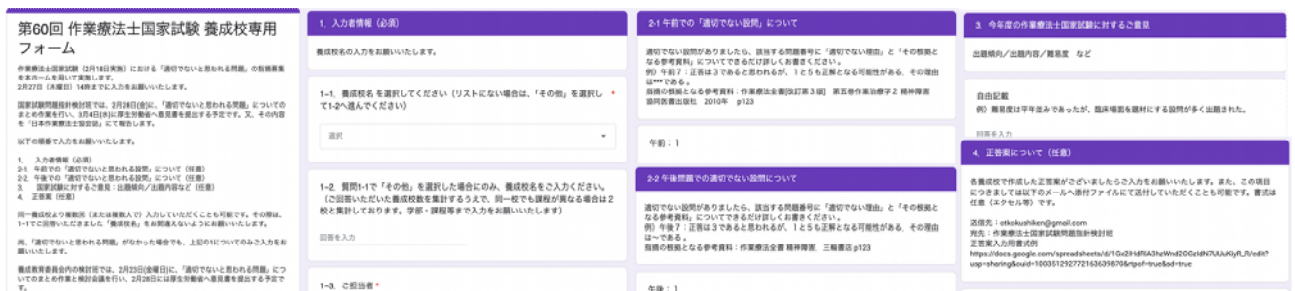 第60回 作業療法士国家試験 養成校専用
フォーム
作業療法士国家試験（2月16日実施）における「適切でないと思われる問題」の指摘募集
を本ホームを用いて実施します。
2月27日（木曜日）14時までに入力をお願いいたします。
国家試験問題指針検討班では、2月28日(金)に、「適切でないと思われる問題」についての
まとめ作業を行い、3月4日(水)に厚生労働省へ意見書を提出する予定です。又、その内容
を「日本作業療法士協会誌」にて報告します。
以下の順番で入力をお願いいたします。
1. 入力者情報（必須）
2-1. 午前での「適切でないと思われる設問」について（任意）
2-2. 午後での「適切でないと思われる設問」について（任意）
3. 国家試験に対するご意見：出題傾向／出題内容など（任意）
4. 正答案（任意）
同一養成校より複数回（または複数人で）入力していただくことも可能です。その際は、
1-1でご回答いただきました「養成校名」をお間違えないようにお願いいたします。
尚、「適切でないと思われる問題」がなかった場合でも、上記の1についてのみご入力をお
願いします。
養成教育委員会内の検討班では、2月23日(金曜日)に、「適切でないと思われる問題」につ
いてのまとめ作業と検討会議を行い、2月28日には厚生労働省へ意見書を提出する予定で
す。
1. 入力者情報（必須）
養成校名の入力をお願いいたします。
1-1. 養成校名 を選択してください（リストにない場合は、「その他」を選択し *
て1-2へ進んでください）
選択
1-2. 質問1-1で「その他」を選択した場合にのみ、養成校名をご入力ください。
（ご回答いただいた養成校数を集計するうえで、同一校でも課程が異なる場合は２
校と集計しております。学部・課程等まで入力をお願いいたします）
回答を入力
1-3. ご担当者 *
2-1 午前での「適切でない設問」について
適切でない設問がありましたら、該当する問題番号に「適切でない理由」と「その根拠と
なる参考資料」についてできるだけ詳しくお書きください。
例）午前７：正答は３であると思われるが、１と５も正解となる可能性がある、その理由
は***である。
指摘の根拠となる参考資料：作業療法全書[改訂第３版] 第五巻作業治療学２ 精神障害
協同医書出版社 2010年 p123
午前：1
2-2 午後問題での適切でない設問について
適切でない設問がありましたら、該当する問題番号に「適切でない理由」と「その根拠と
なる参考資料」についてできるだけ詳しくお書きください。
例）午後７：正答は３であると思われるが、１と５も正解となる可能性がある、その理由
は〜である。
指摘の根拠となる参考資料：作業療法全書 精神障害、三輪書店 p123
午後：1
3. 今年度の作業療法士国家試験に対するご意見
出題傾向／出題内容／難易度 など
自由記載
例）難易度は平年並みであったが、臨床場面を題材にする設問が多く出題された。
回答を入力
4. 正答案について（任意）
各養成校で作成した正答案がございましたらご入力をお願いします。また、この項目
につきましては以下のメールへ添付ファイルにて送付していただくことも可能です。書式は
任意（エクセル等）です。
送信先：otkokushiken@gmail.com
宛先：作業療法士国家試験問題指針検討班
正答案入力用書式例
usp=sharing&ouid=100351292772163639870&rtpof=true&sd=true